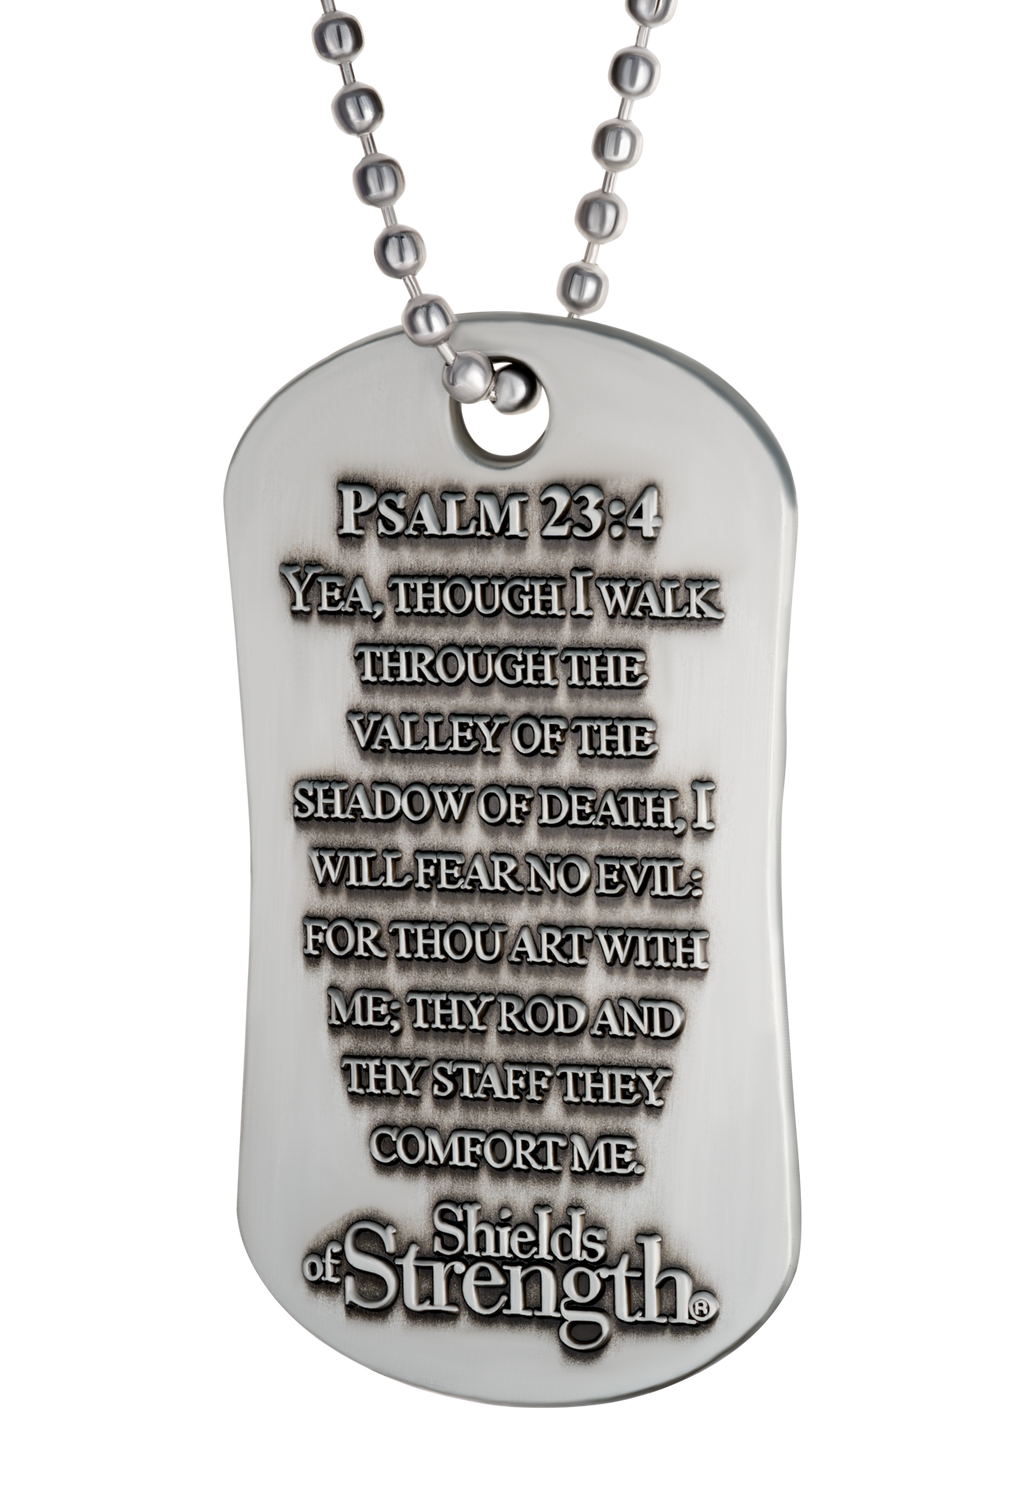 PSALM 23:4
YEA, THOUGH I WALK
THROUGH THE
VALLEY OF THE
SHADOW OF DEATH, I
WILL FEAR NO EVIL:
FOR THOU ART WITH
ME; THY ROD AND
THY STAFF THEY
COMFORT ME.
Shields
of Strength®